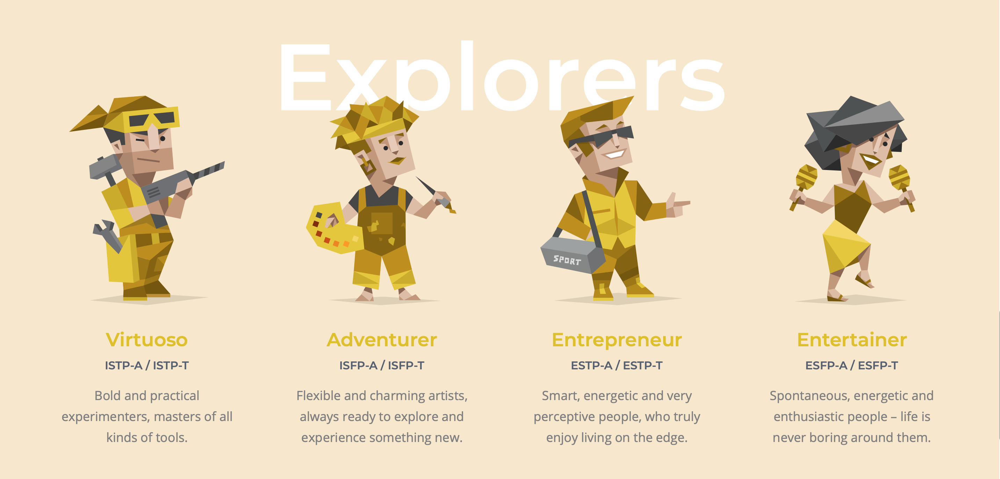 Explorers
SPORT
Virtuoso
ISTP-A / ISTP-T
Bold and practical
experimenters, masters of all
kinds of tools.
Adventurer
ISFP-A / ISFP-T
Flexible and charming artists,
always ready to explore and
experience something new.
Entrepreneur
ESTP-A / ESTP-T
Smart, energetic and very
perceptive people, who truly
enjoy living on the edge.
Entertainer
ESFP-A / ESFP-T
Spontaneous, energetic and
enthusiastic people – life is
never boring around them.